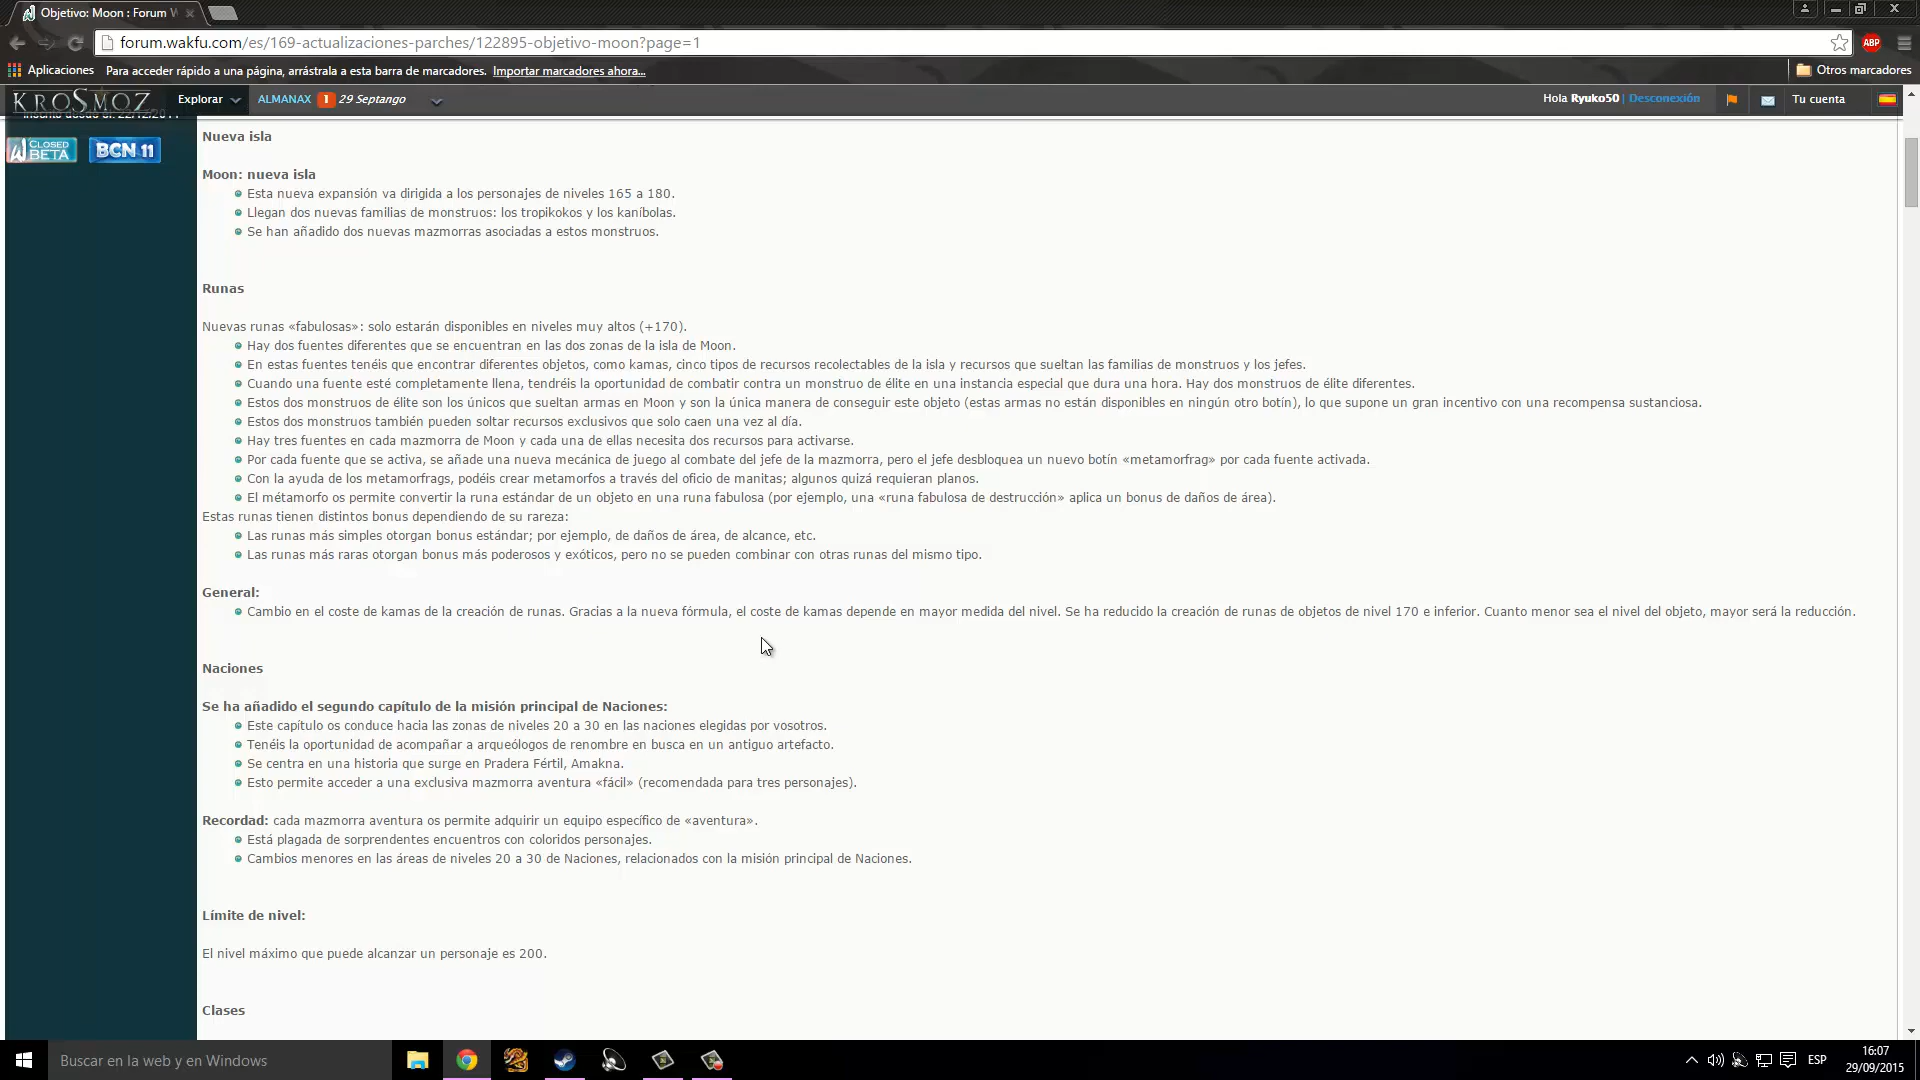 Objetivo: Moon : Forum W
forum.wakfu.com/es/169-actualizaciones-parches/122895-objetivo-moon?page=1
ABP
Aplicaciones Para acceder rápido a una página, arrástrala a esta barra de marcadores. Importar marcadores ahora... Otros marcadores
KROSMOZ Explorar ALMANAX 1 29 Septango Hola Ryuko50 | Desconexión Tu cuenta
CLOSED BETA BCN 11
Nueva isla
Moon: nueva isla
Esta nueva expansión va dirigida a los personajes de niveles 165 a 180.
Llegan dos nuevas familias de monstruos: los tropikokos y los kaníbolas.
Se han añadido dos nuevas mazmorras asociadas a estos monstruos.
Runas
Nuevas runas «fabulosas»: solo estarán disponibles en niveles muy altos (+170).
Hay dos fuentes diferentes que se encuentran en las dos zonas de la isla de Moon.
En estas fuentes tenéis que encontrar diferentes objetos, como kamas, cinco tipos de recursos recolectables de la isla y recursos que sueltan las familias de monstruos y los jefes.
Cuando una fuente esté completamente llena, tendréis la oportunidad de combatir contra un monstruo de élite en una instancia especial que dura una hora. Hay dos monstruos de élite diferentes.
Estos dos monstruos de élite son los únicos que sueltan armas en Moon y son la única manera de conseguir este objeto (estas armas no están disponibles en ningún otro botín), lo que supone un gran incentivo con una recompensa sustanciosa.
Estos dos monstruos también pueden soltar recursos exclusivos que solo caen una vez al día.
Hay tres fuentes en cada mazmorra de Moon y cada una de ellas necesita dos recursos para activarse.
Por cada fuente que se activa, se añade una nueva mecánica de juego al combate del jefe de la mazmorra, pero el jefe desbloquea un nuevo botín «metamorfrag» por cada fuente activada.
Con la ayuda de los metamorfrags, podéis crear metamorfos a través del oficio de manitas; algunos quizá requieran planos.
El métamorfo os permite convertir la runa estándar de un objeto en una runa fabulosa (por ejemplo, una «runa fabulosa de destrucción» aplica un bonus de daños de área).
Estas runas tienen distintos bonus dependiendo de su rareza:
Las runas más simples otorgan bonus estándar; por ejemplo, de daños de área, de alcance, etc.
Las runas más raras otorgan bonus más poderosos y exóticos, pero no se pueden combinar con otras runas del mismo tipo.
General:
Cambio en el coste de kamas de la creación de runas. Gracias a la nueva fórmula, el coste de kamas depende en mayor medida del nivel. Se ha reducido la creación de runas de objetos de nivel 170 e inferior. Cuanto menor sea el nivel del objeto, mayor será la reducción.
Naciones
Se ha añadido el segundo capítulo de la misión principal de Naciones:
Este capítulo os conduce hacia las zonas de niveles 20 a 30 en las naciones elegidas por vosotros.
Tenéis la oportunidad de acompañar a arqueólogos de renombre en busca en un antiguo artefacto.
Se centra en una historia que surge en Pradera Fértil, Amakna.
Esto permite acceder a una exclusiva mazmorra aventura «fácil» (recomendada para tres personajes).
Recordad: cada mazmorra aventura os permite adquirir un equipo específico de «aventura».
Está plagada de sorprendentes encuentros con coloridos personajes.
Cambios menores en las áreas de niveles 20 a 30 de Naciones, relacionados con la misión principal de Naciones.
Límite de nivel:
El nivel máximo que puede alcanzar un personaje es 200.
Clases
Buscar en la web y en Windows
ESP
16:07
29/09/2015